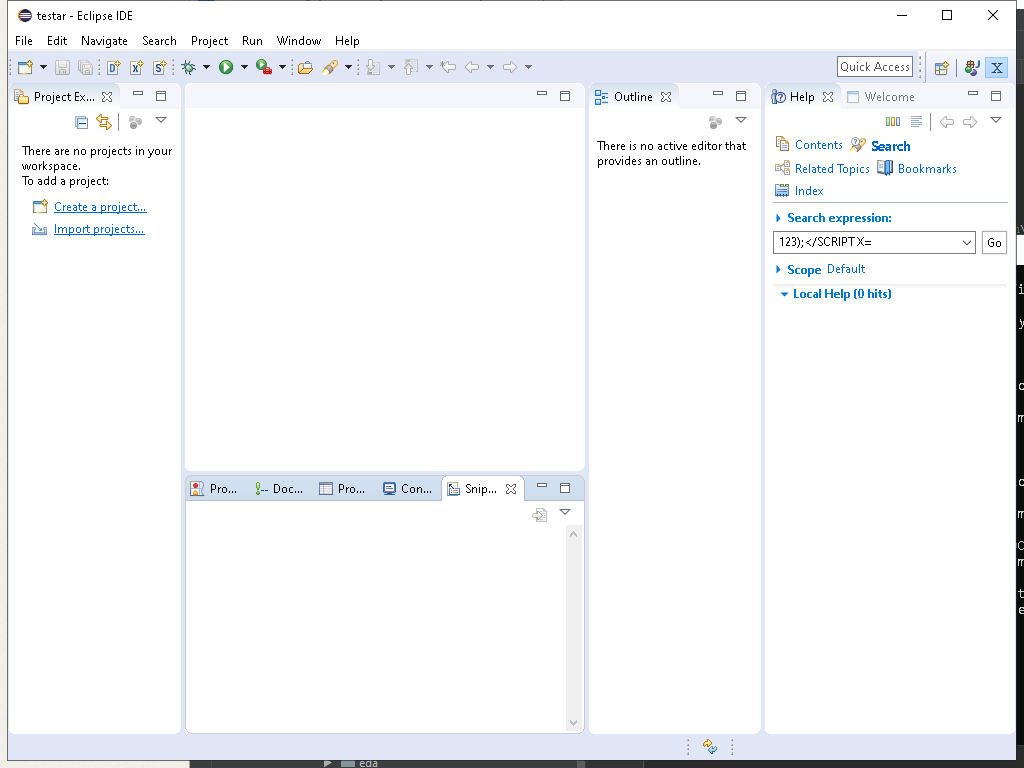 testar - Eclipse IDE
File Edit Navigate Search Project Run Window Help
Quick Access
Project Ex...
Outline
Help
Welcome
There are no projects in your
workspace.
To add a project:
Create a project...
Import projects...
There is no active editor that
provides an outline.
Contents
Search
Related Topics
Bookmarks
Index
Search expression:
123);</SCRIPTX=
Go
Scope Default
Local Help (0 hits)
Pro...
Doc...
Pro...
Con...
Snip...
eda